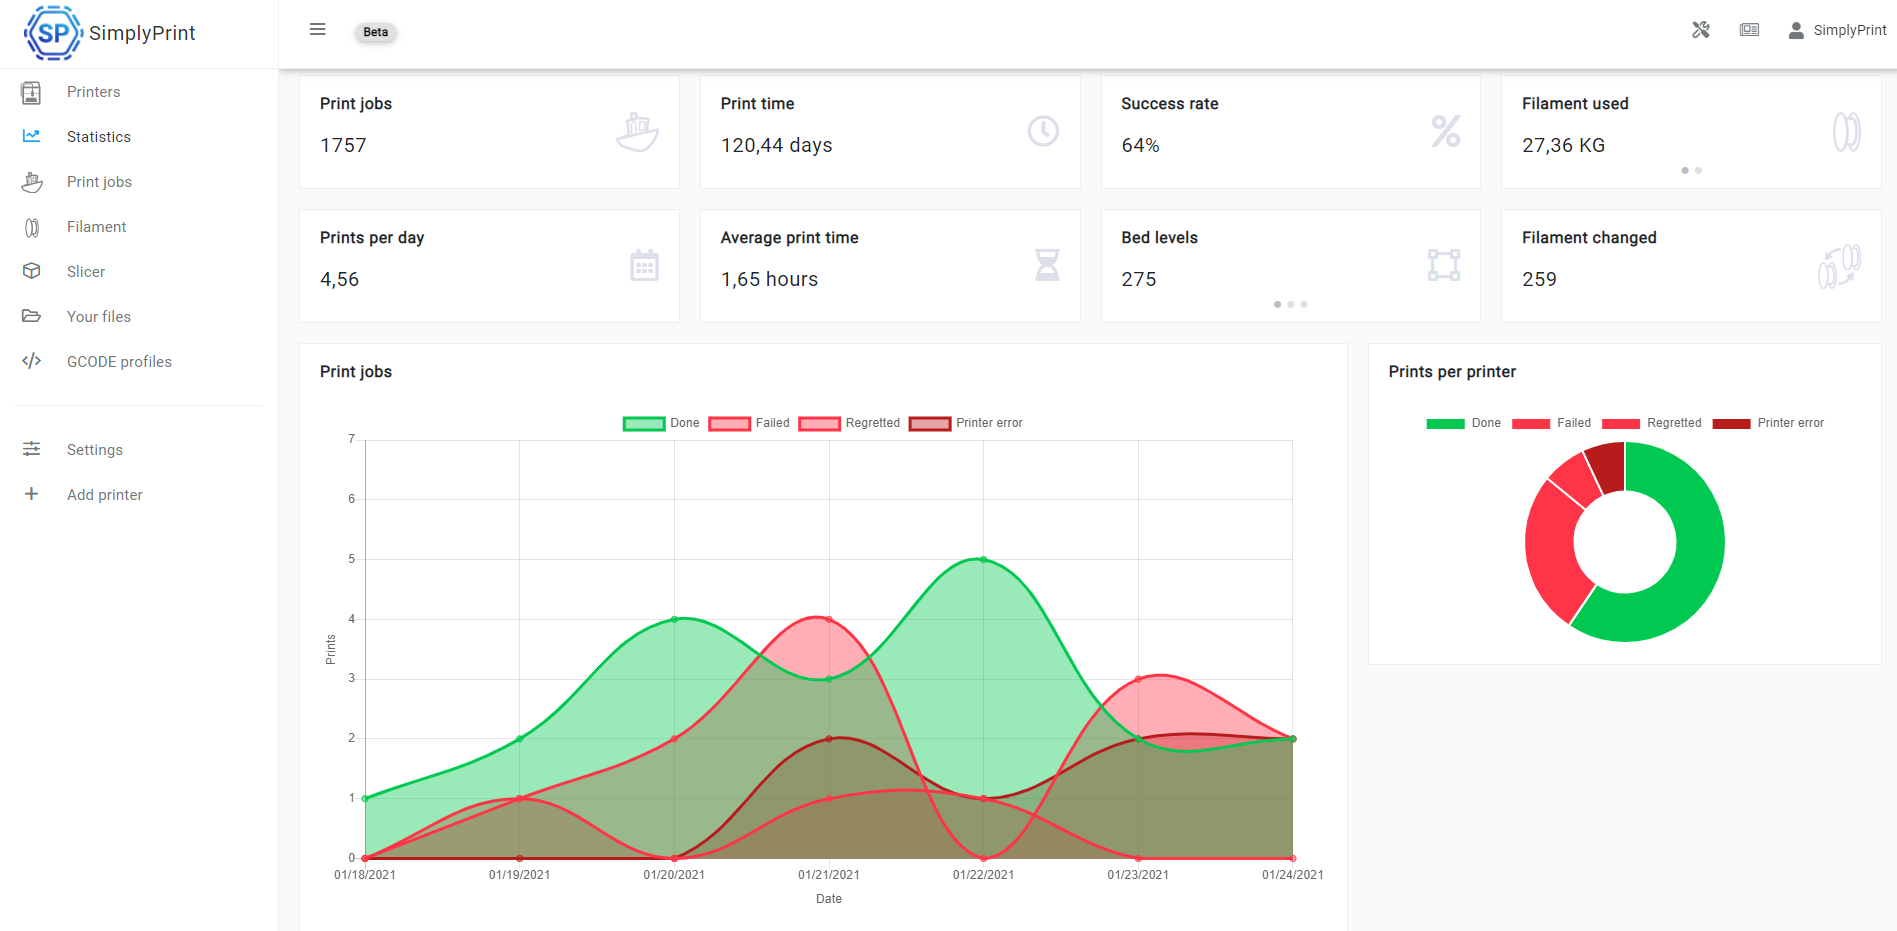 SP SimplyPrint
Beta
SimplyPrint
Printers
Statistics
Print jobs
Filament
Slicer
Your files
GCODE profiles
Settings
Add printer
Print jobs
1757
Print time
120,44 days
Success rate
64%
Filament used
27,36 KG
Prints per day
4,56
Average print time
1,65 hours
Bed levels
275
Filament changed
259
Print jobs
Done Failed Regretted Printer error
7
6
5
4
3
2
1
0
Prints
01/18/2021 01/19/2021 01/20/2021 01/21/2021 01/22/2021 01/23/2021 01/24/2021
Date
Prints per printer
Done Failed Regretted Printer error